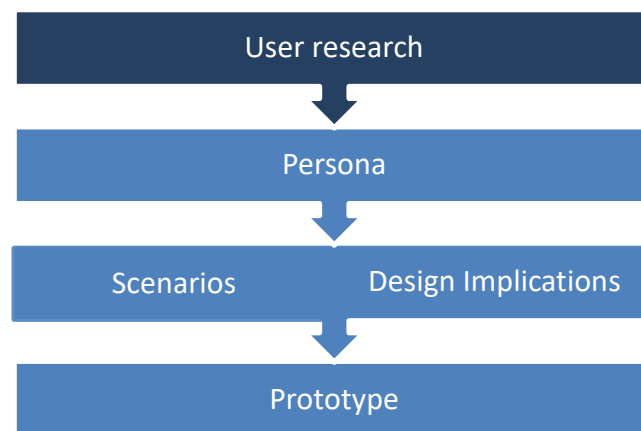 User research
Persona
Scenarios
Design Implications
Prototype